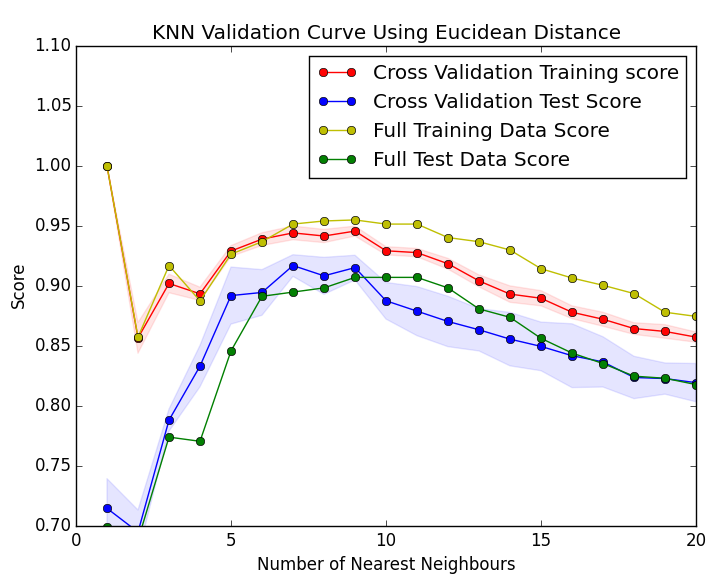 KNN Validation Curve Using Eucidean Distance
1.10
1.05
1.00
0.95
0.90
0.85
0.80
0.75
0.70
Score
Cross Validation Training score
Cross Validation Test Score
Full Training Data Score
Full Test Data Score
0 5 10 15 20
Number of Nearest Neighbours